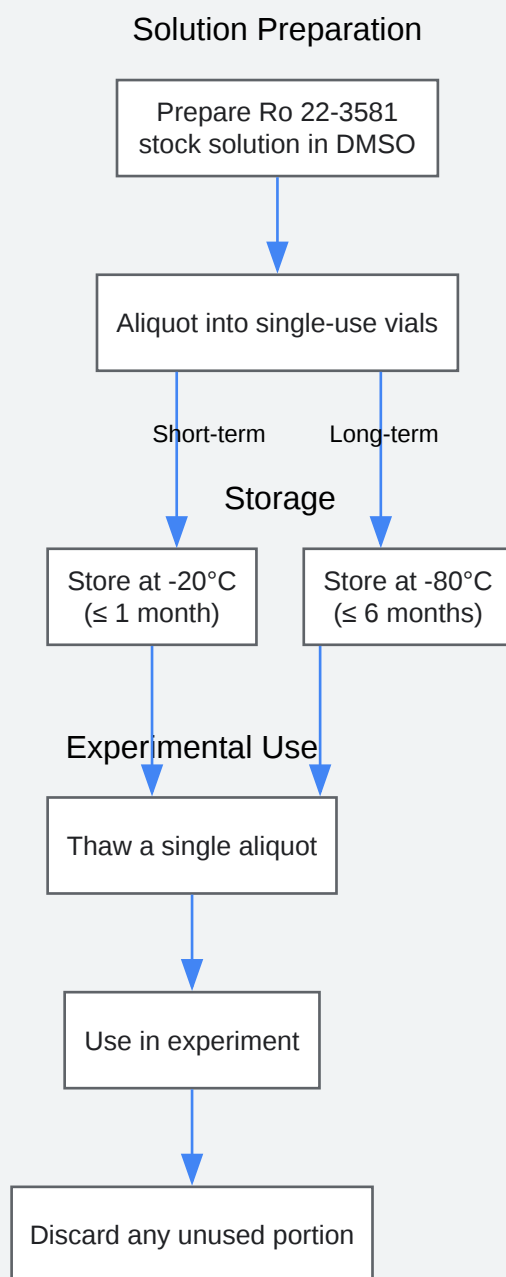 Solution Preparation
Prepare Ro 22-3581
stock solution in DMSO
Aliquot into single-use vials
Short-term
Long-term
Storage
Store at -20°C
(≤ 1 month)
Store at -80°C
(≤ 6 months)
Experimental Use
Thaw a single aliquot
Use in experiment
Discard any unused portion